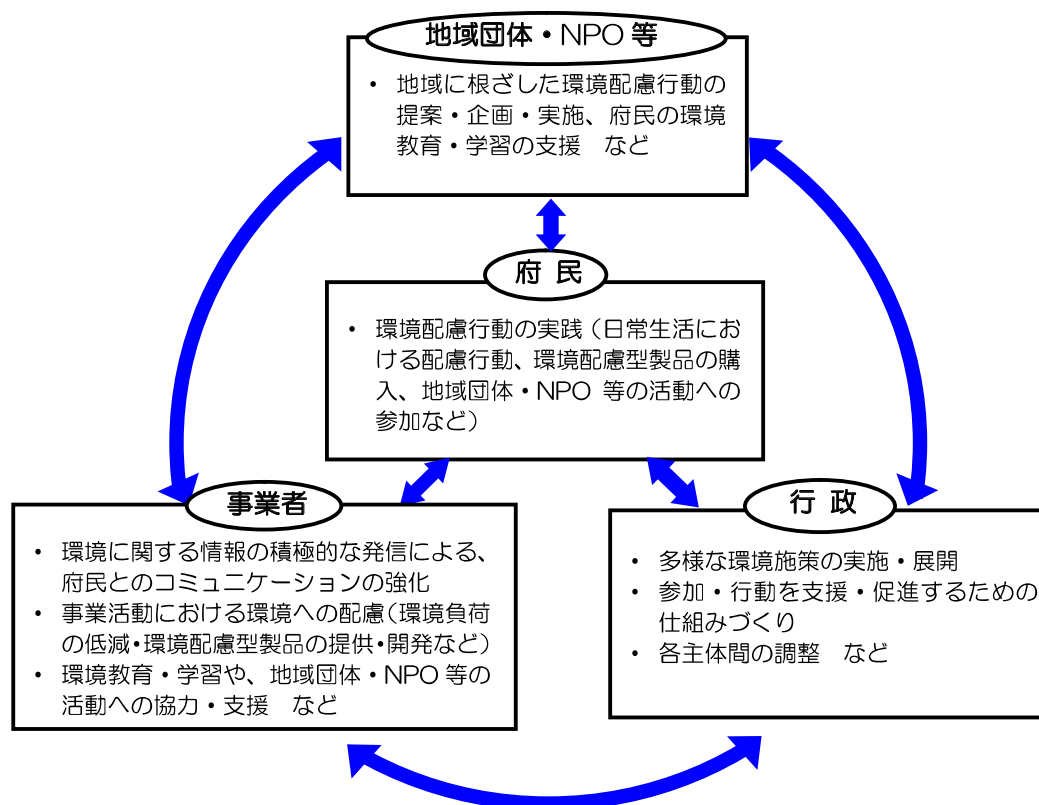 地域団体・NPO 等
・ 地域に根ざした環境配慮行動の
提案・企画・実施、府民の環境
教育・学習の支援　など
府 民
・ 環境配慮行動の実践（日常生活にお
ける配慮行動、環境配慮型製品の購
入、地域団体・NPO 等の活動への
参加など）
事業者
・ 環境に関する情報の積極的な発信による、
府民とのコミュニケーションの強化
・ 事業活動における環境への配慮（環境負荷
の低減・環境配慮型製品の提供・開発など）
・ 環境教育・学習や、地域団体・NPO 等の
活動への協力・支援　など
行 政
・ 多様な環境施策の実施・展開
・ 参加・行動を支援・促進するための
仕組みづくり
・ 各主体間の調整　など